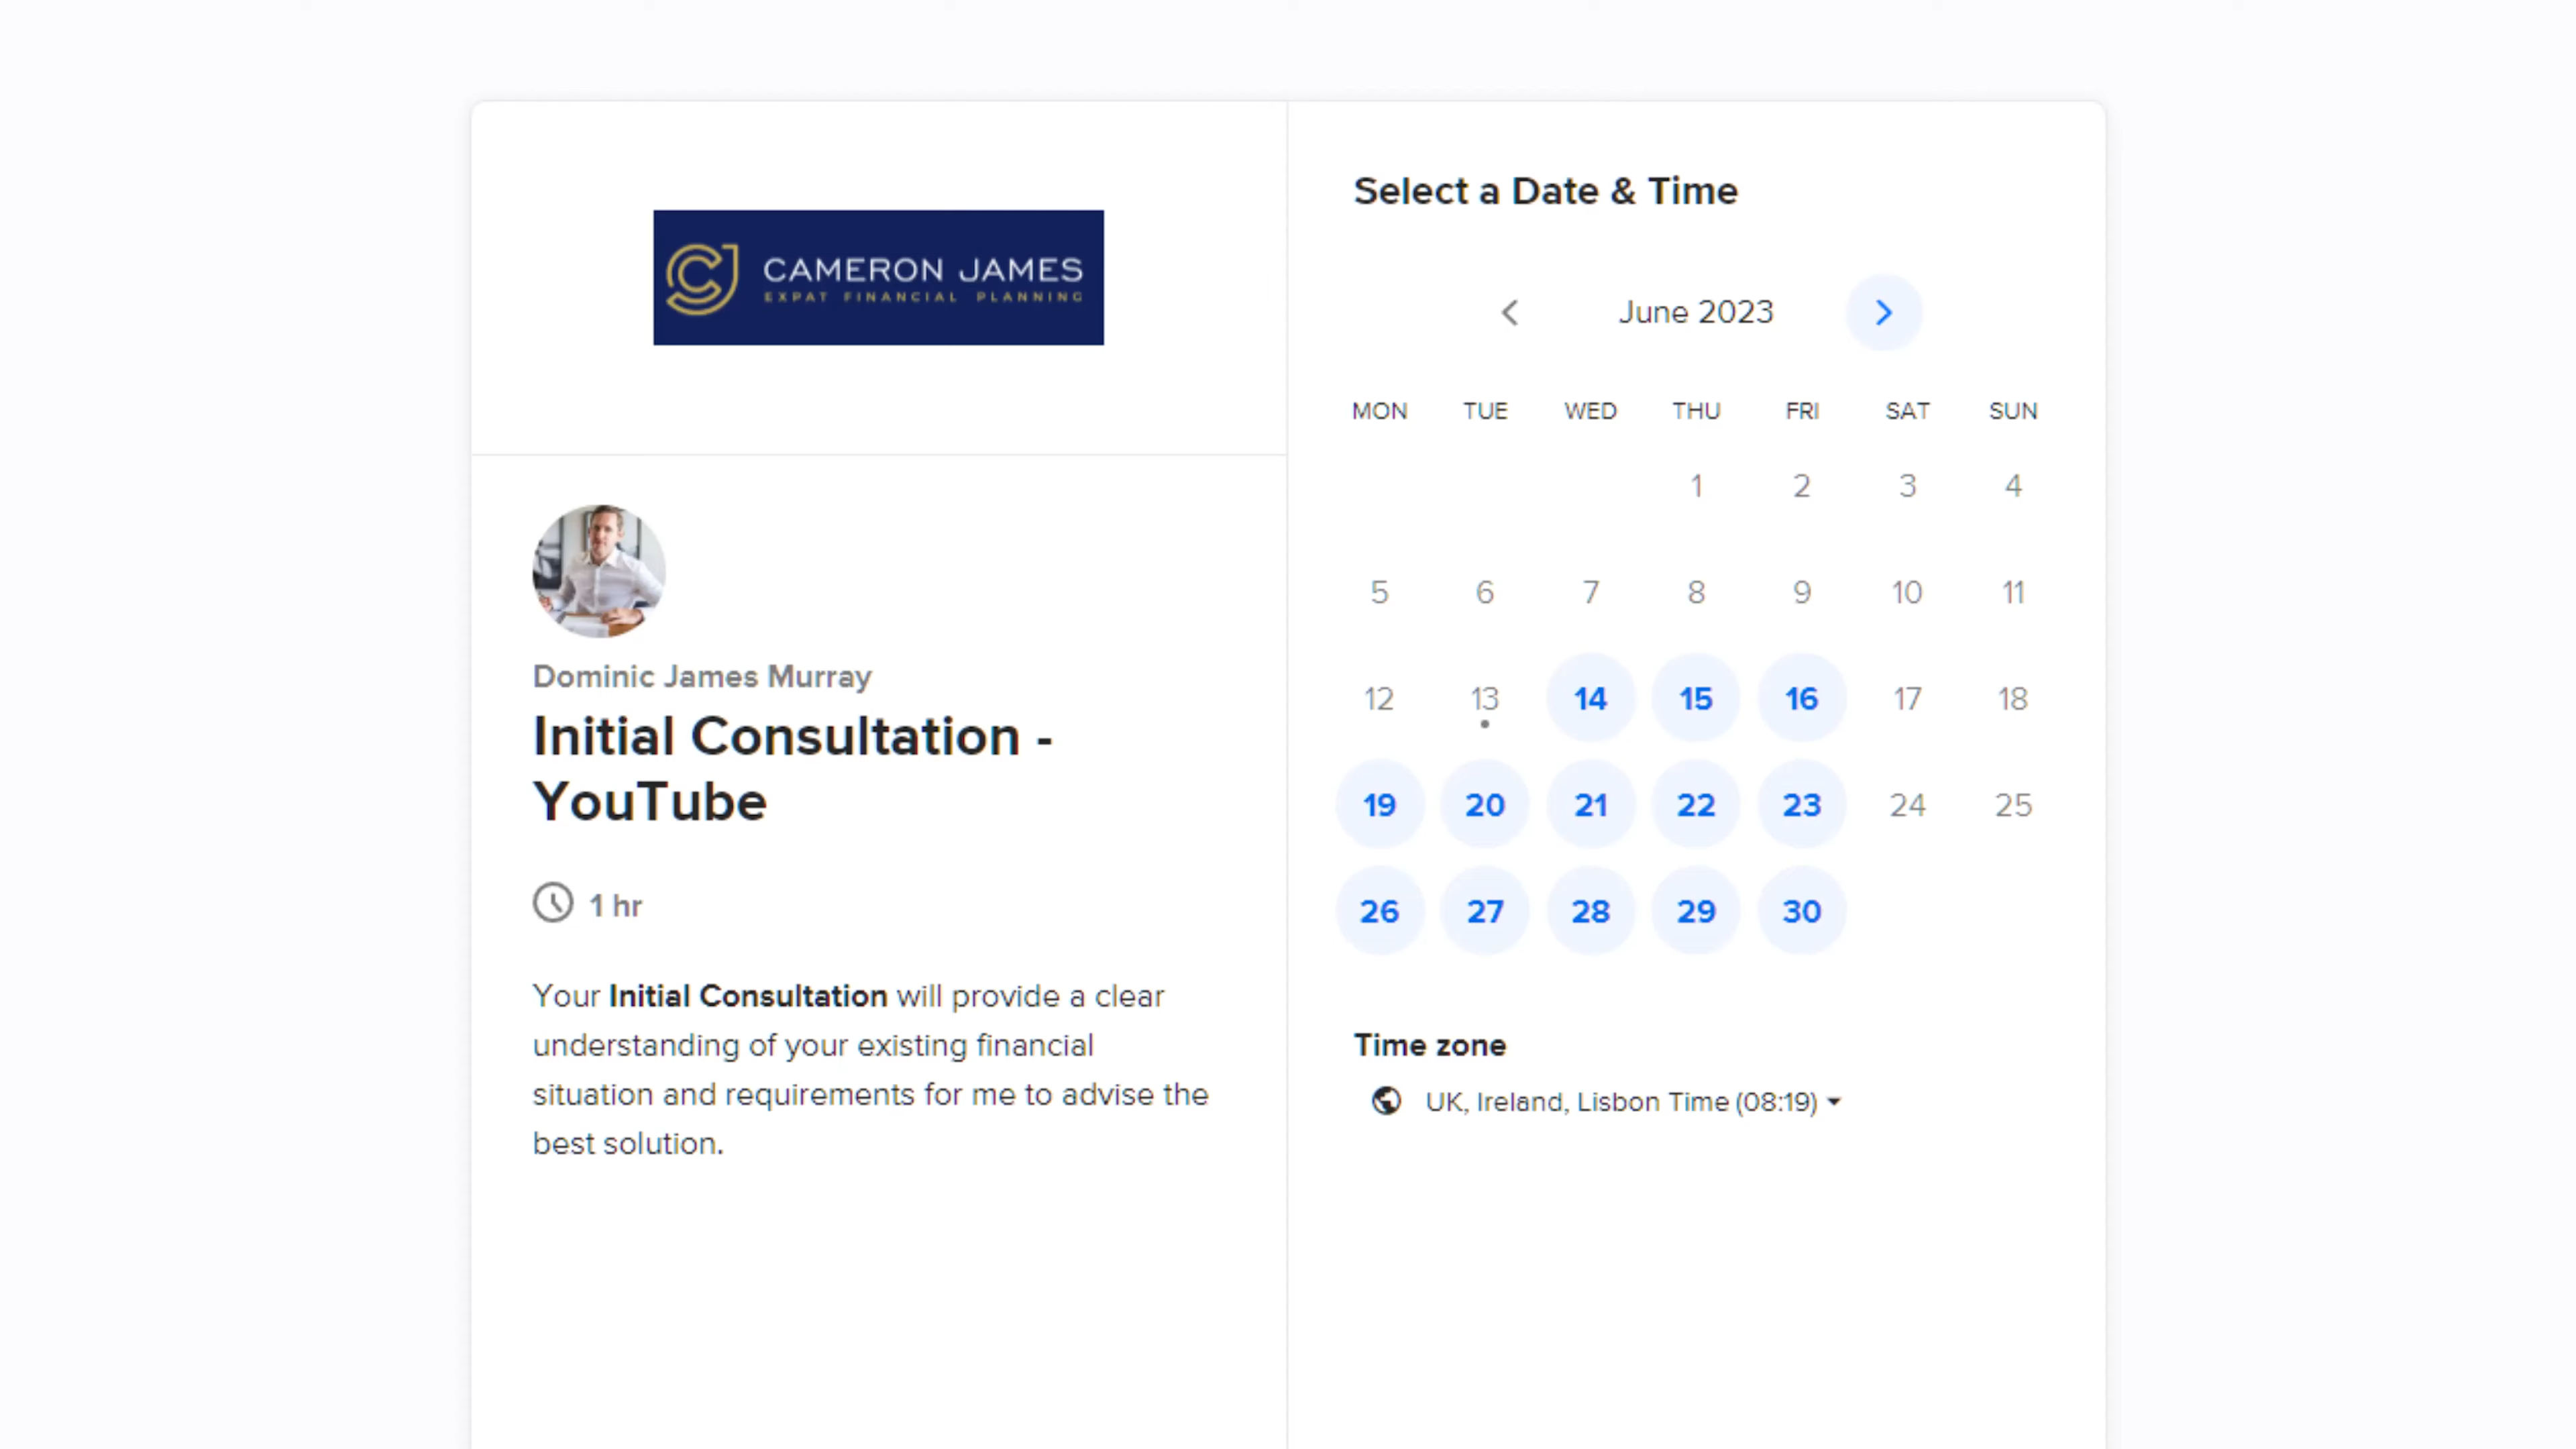 CAMERON JAMES
EXPAT FINANCIAL PLANNING
Dominic James Murray
Initial Consultation -
YouTube
1 hr
Your Initial Consultation will provide a clear
understanding of your existing financial
situation and requirements for me to advise the
best solution.
Select a Date & Time
June 2023
MON TUE WED THU FRI SAT SUN
1 2 3 4
5 6 7 8 9 10 11
12 13 14 15 16 17 18
19 20 21 22 23 24 25
26 27 28 29 30
Time zone
UK, Ireland, Lisbon Time (08:19)